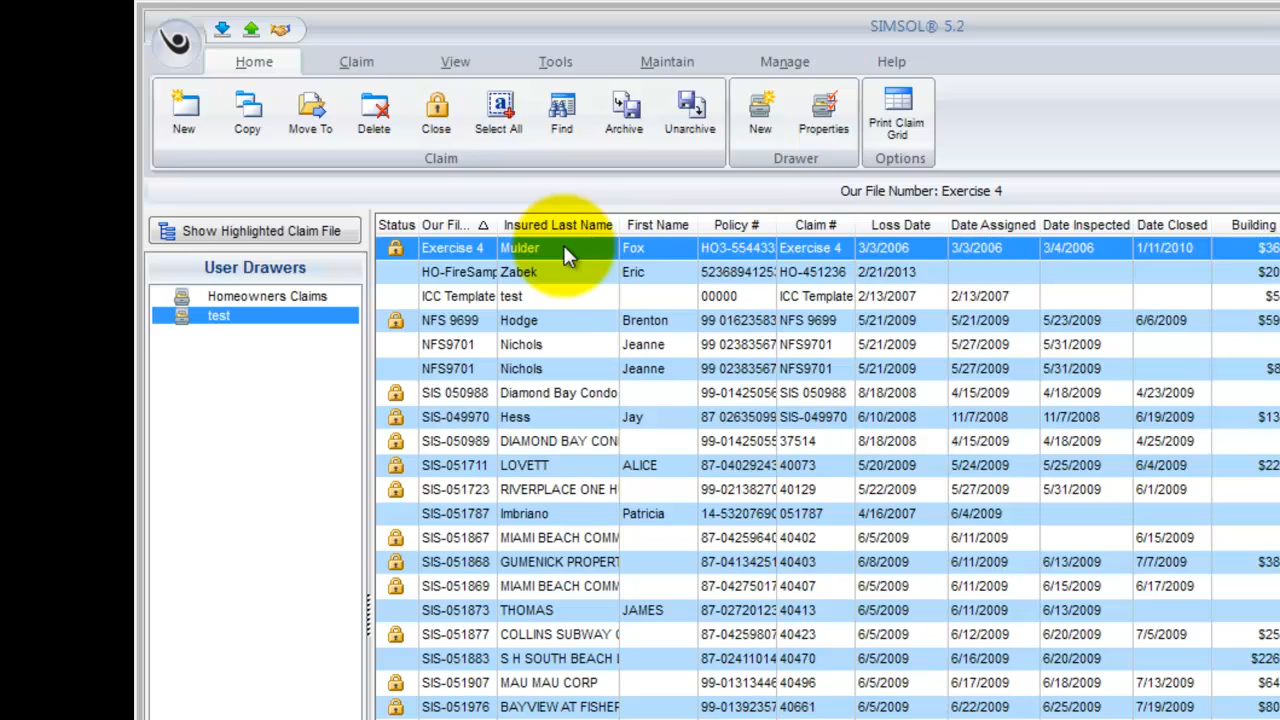 SIMSOL® 5.2
Home Claim View Tools Maintain Manage Help
New Copy Move To Delete Close Select All Find Archive Unarchive New Properties Print Claim Grid
Claim Drawer Options
Our File Number: Exercise 4
Show Highlighted Claim File
User Drawers
Homeowners Claims
test
Status Our Fil... Insured Last Name First Name Policy # Claim # Loss Date Date Assigned Date Inspected Date Closed Building
Exercise 4 Mulder Fox HO3-554433 Exercise 4 3/3/2006 3/3/2006 3/4/2006 1/11/2010 $36
HO-FireSamp Zabek Eric 5236894125 HO-451236 2/21/2013
ICC Template test 00000 ICC Template 2/13/2007 2/13/2007 $5
NFS 9699 Hodge Brenton 99 01623583 NFS 9699 5/21/2009 5/21/2009 5/23/2009 6/6/2009 $59
NFS9701 Nichols Jeanne 99 02383567 NFS9701 5/21/2009 5/27/2009 5/31/2009
NFS9701 Nichols Jeanne 99 02383567 NFS9701 5/21/2009 5/27/2009 5/31/2009 $8
SIS 050988 Diamond Bay Condo 99-0142505 SIS 050988 8/18/2008 4/15/2009 4/18/2009 4/23/2009
SIS-049970 Hess Jay 87 02635099 SIS-049970 6/10/2008 11/7/2008 11/7/2008 6/19/2009 $13
SIS-050989 DIAMOND BAY CON 99-01425055 37514 8/18/2008 4/15/2009 4/18/2009 4/25/2009
SIS-051711 LOVETT ALICE 87-04029243 40073 5/20/2009 5/24/2009 5/25/2009 6/4/2009 $22
SIS-051723 RIVERPLACE ONE H 99-02138270 40129 5/22/2009 5/27/2009 5/31/2009 6/1/2009
SIS-051787 Imbriano Patricia 14-53207690 051787 4/16/2007 6/4/2009
SIS-051867 MIAMI BEACH COMM 87-04259640 40402 6/5/2009 6/11/2009 6/15/2009
SIS-051868 GUMENICK PROPERT 87-04134251 40403 6/8/2009 6/11/2009 6/13/2009 7/7/2009 $38
SIS-051869 MIAMI BEACH COMM 87-04275017 40407 6/5/2009 6/11/2009 6/15/2009 6/17/2009
SIS-051873 THOMAS JAMES 87-02720123 40413 6/5/2009 6/11/2009 6/13/2009
SIS-051877 COLLINS SUBWAY 87-04259807 40423 6/5/2009 6/12/2009 6/20/2009 7/5/2009 $25
SIS-051883 S H SOUTH BEACH 87-02411014 40470 6/5/2009 6/16/2009 6/20/2009 $226
SIS-051907 MAU MAU CORP 99-01313446 40496 6/5/2009 6/17/2009 6/18/2009 7/13/2009 $64
SIS-051976 BAYVIEW AT FISHER 99-01392357 40661 6/5/2009 6/22/2009 6/25/2009 7/19/2009 $80